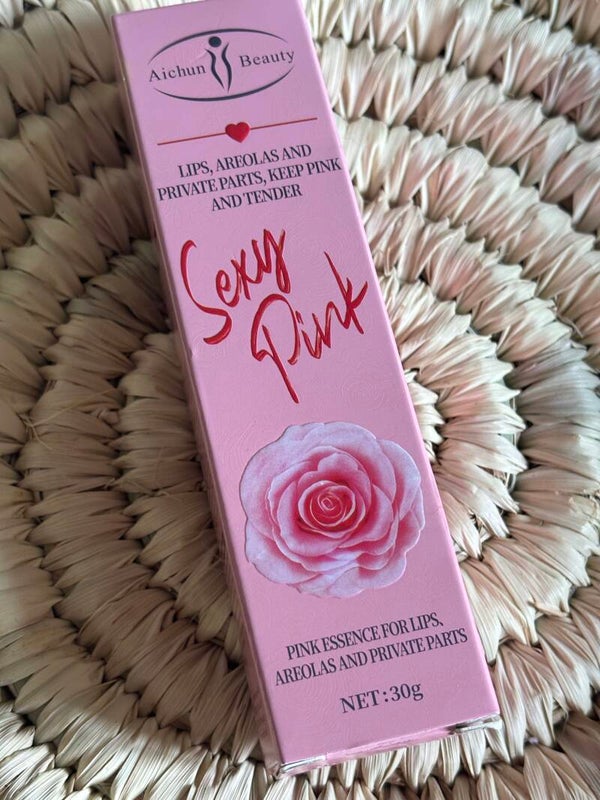 Aichun Beauty
LIPS, AREOLAS AND
PRIVATE PARTS, KEEP PINK
AND TENDER
Sexy
Pink
PINK ESSENCE FOR LIPS,
AREOLAS AND PRIVATE PARTS
NET:30g